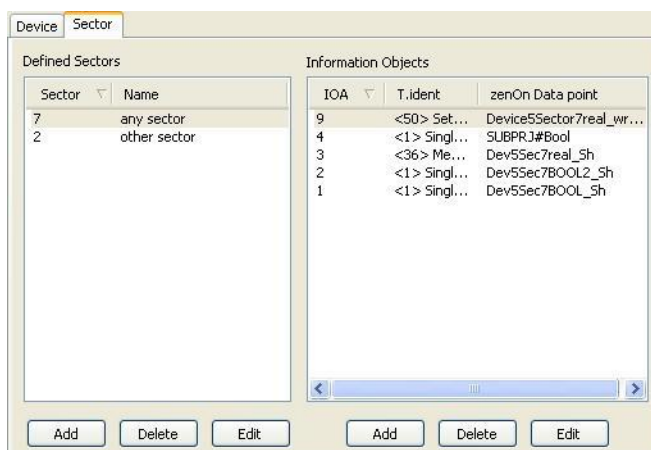 Device Sector
Defined Sectors
Sector Name
7 any sector
2 other sector
Add Delete Edit
Information Objects
IOA T.ident zenOn Data point
9 <50> Set... Device5Sector7real_wr...
4 <1> Singl... SUBPRJ#Bool
3 <36> Me... Dev5Sec7real_Sh
2 <1> Singl... Dev5Sec7BOOL2_Sh
1 <1> Singl... Dev5Sec7BOOL_Sh
Add Delete Edit